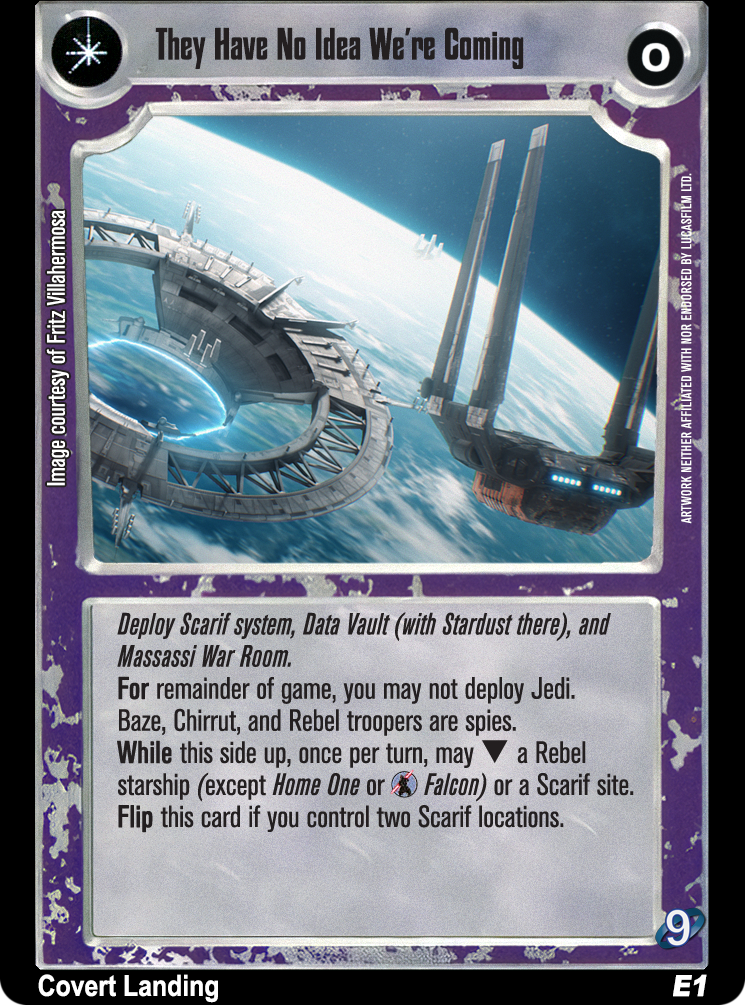 They Have No Idea We're Coming
O
Image courtesy of Fritz Villahermosa
ARTWORK NEITHER AFFILIATED WITH NOR ENDORSED BY LUCASFILM LTD.
Deploy Scarif system, Data Vault (with Stardust there), and
Massassi War Room.
For remainder of game, you may not deploy Jedi.
Baze, Chirrut, and Rebel troopers are spies.
While this side up, once per turn, may ▼ a Rebel
starship (except Home One or Falcon) or a Scarif site.
Flip this card if you control two Scarif locations.
9
Covert Landing
E1